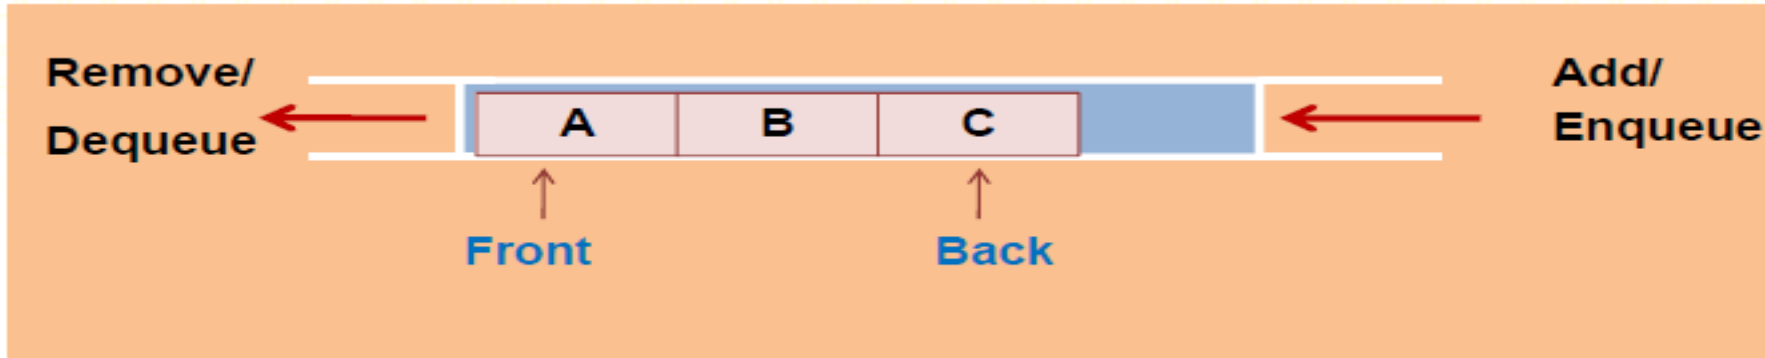 Remove/
Dequeue
A B C
Add/
Enqueue
Front
Back